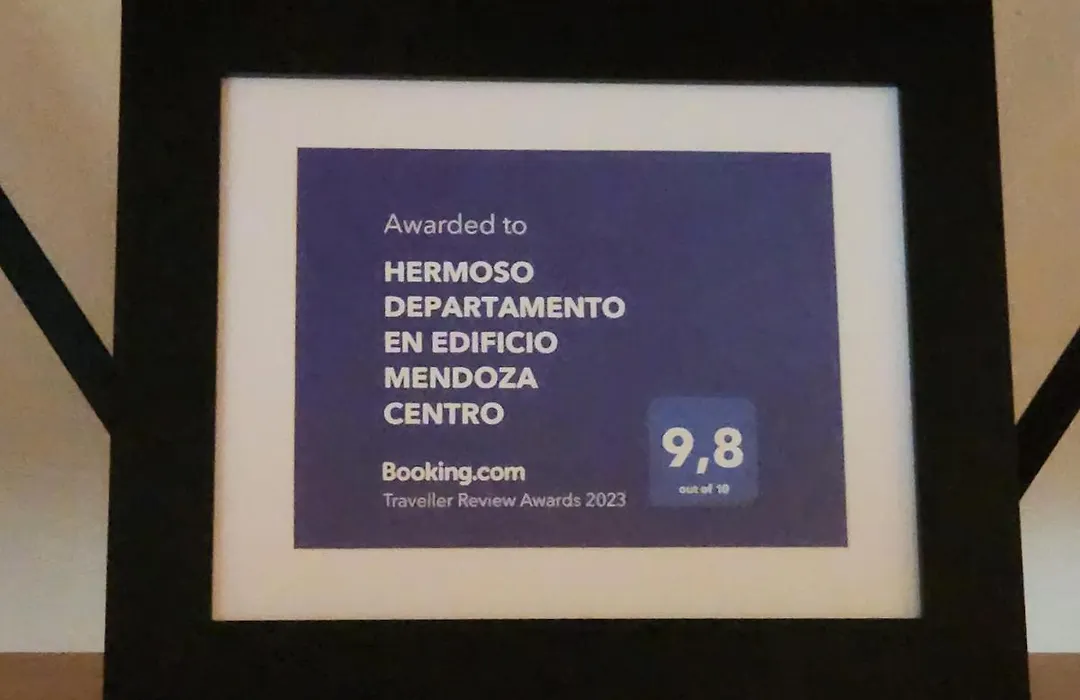 Awarded to
HERMOSO
DEPARTAMENTO
EN EDIFICIO
MENDOZA
CENTRO
Booking.com
Traveller Review Awards 2023
9,8
out of 10